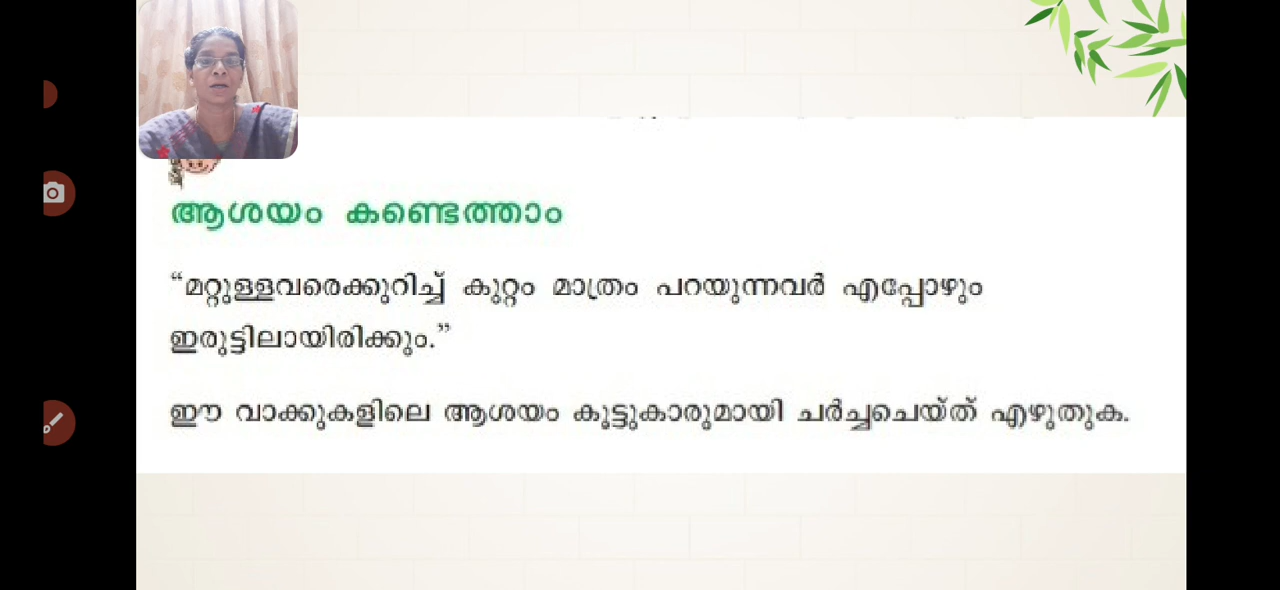 ആശയം കണ്ടെത്താം
“മറ്റുള്ളവരെക്കുറിച്ച് കുറ്റം മാത്രം പറയുന്നവർ എപ്പോഴും
ഇരുട്ടിലായിരിക്കും.”
ഈ വാക്കുകളിലെ ആശയം കൂട്ടുകാരുമായി ചർച്ചചെയ്ത് എഴുതുക.